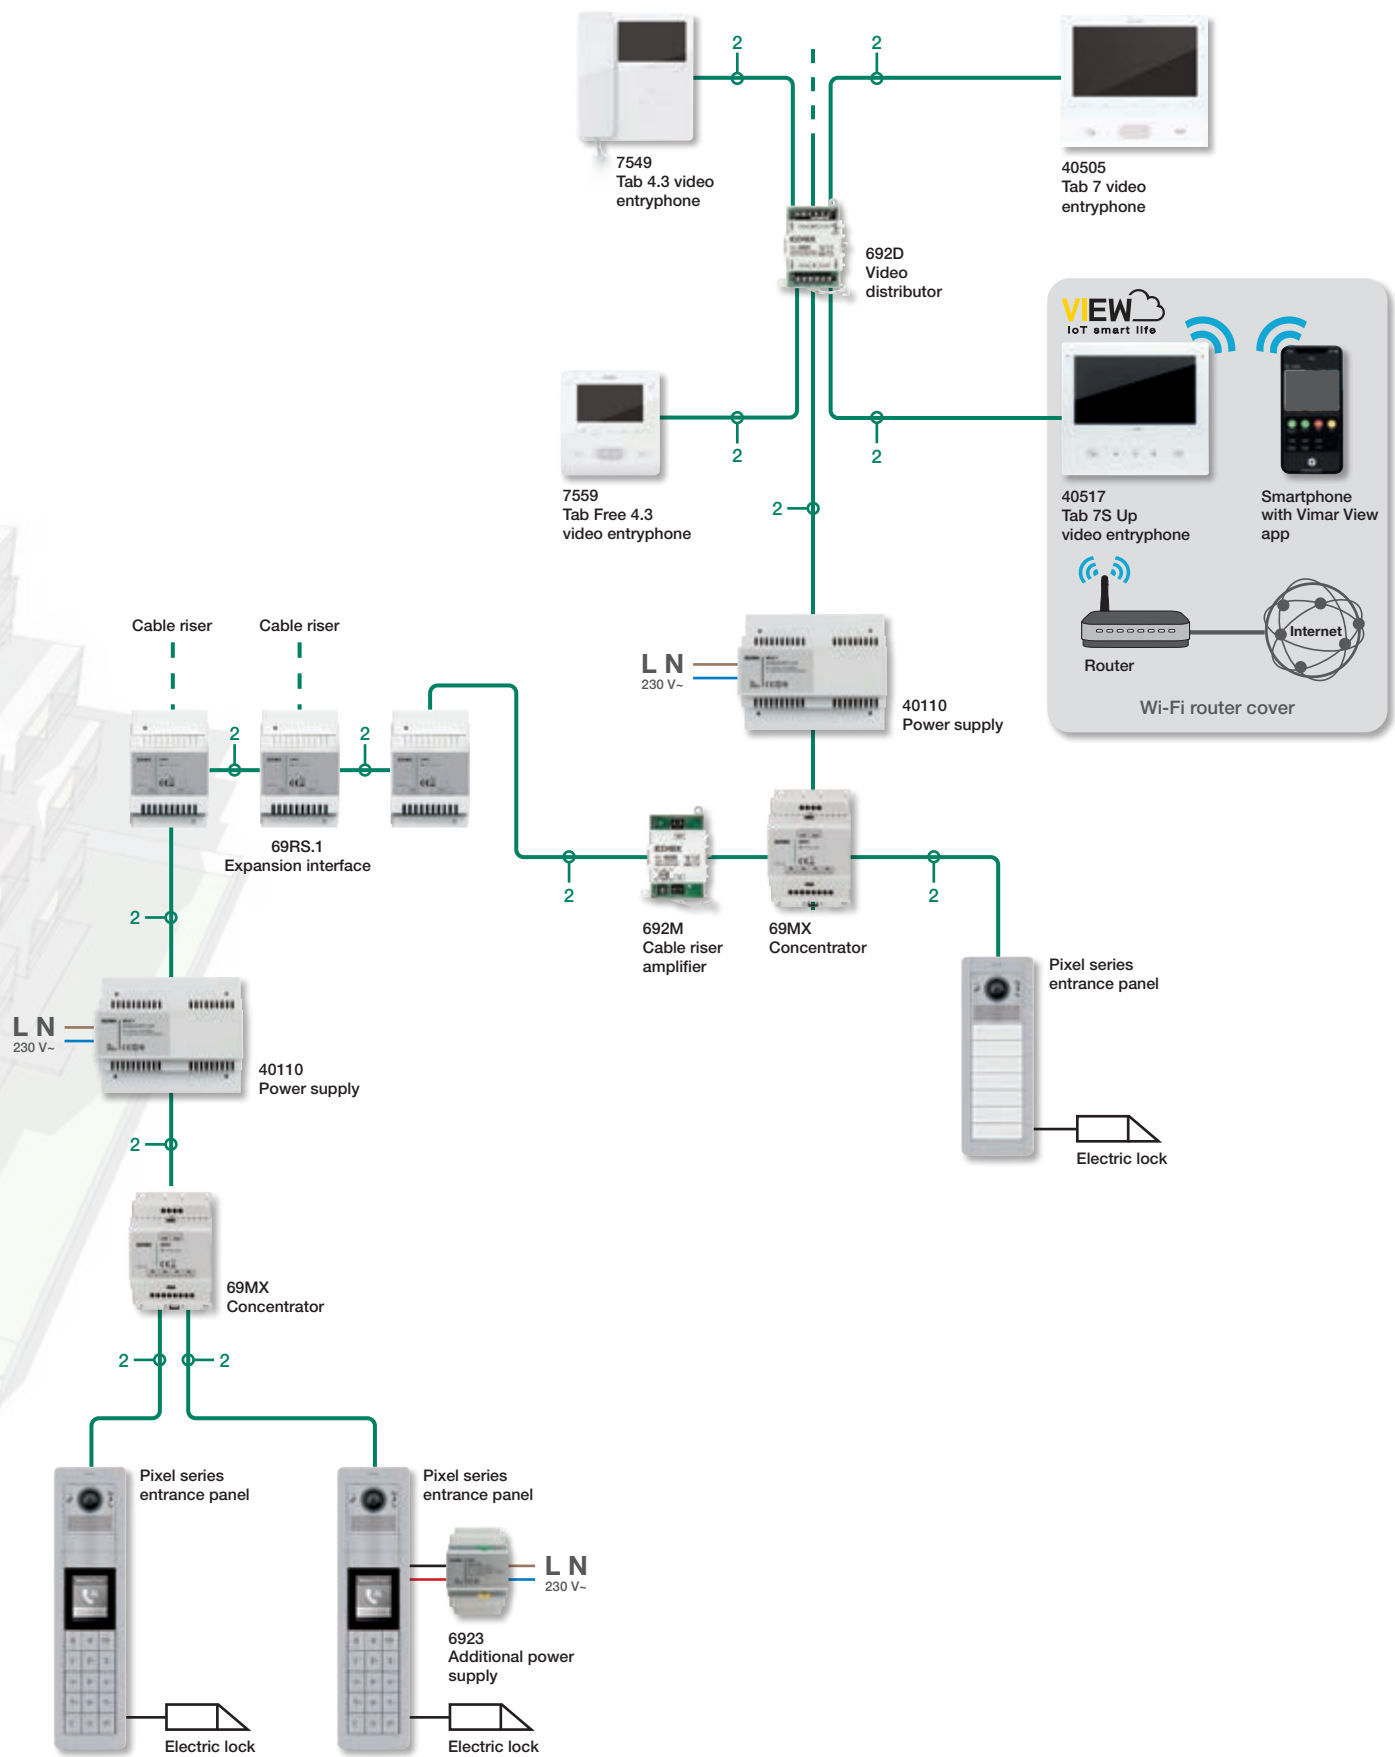 2
2
7549
Tab 4.3 video
entryphone
40505
Tab 7 video
entryphone
692D
Video
distributor
VIEW
IoT smart life
2
2
7559
Tab Free 4.3
video entryphone
2
40517
Tab 7S Up
video entryphone
Smartphone
with Vimar View
app
Router
Internet
Wi-Fi router cover
Cable riser
Cable riser
L N
230 V~
40110
Power supply
2
2
69RS.1
Expansion interface
2
2
2
692M
Cable riser
amplifier
69MX
Concentrator
Pixel series
entrance panel
L N
230 V~
40110
Power supply
2
Electric lock
69MX
Concentrator
2
2
Pixel series
entrance panel
Pixel series
entrance panel
L N
230 V~
6923
Additional power
supply
Electric lock
Electric lock